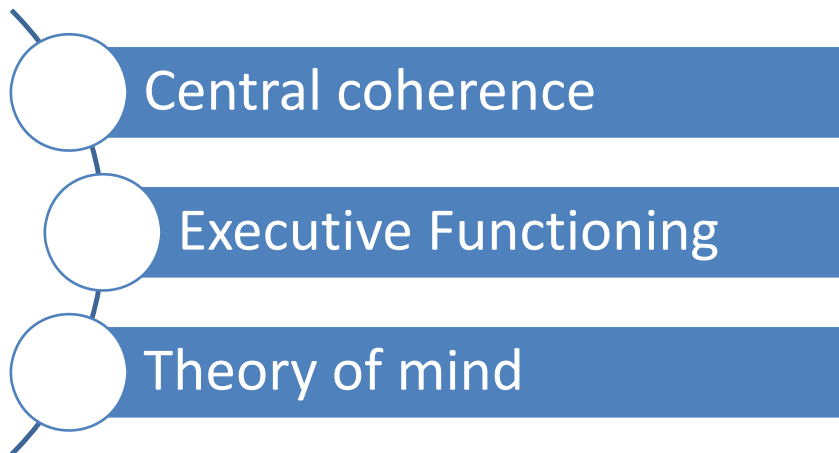 Central coherence
Executive Functioning
Theory of mind